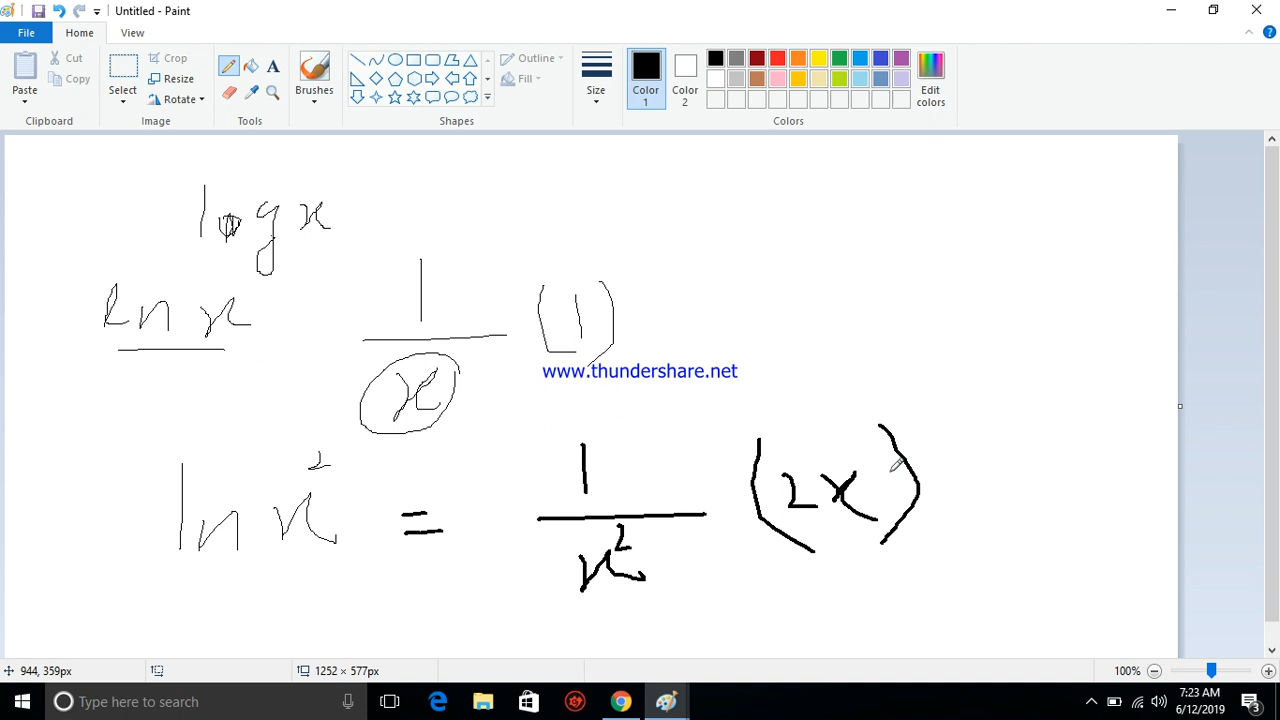 Untitled - Paint
File Home View
Paste Cut Copy
Select Crop Resize Rotate
Brushes
Outline Fill
Size
Color 1
Color 2
Edit colors
Clipboard Image Tools Shapes Colors
log x
ln x 1/x (1)
www.thundershare.net
ln x² = 1/x² (2x)
944, 359px 1252 × 577px 100%
Type here to search
7:23 AM
6/12/2019
3